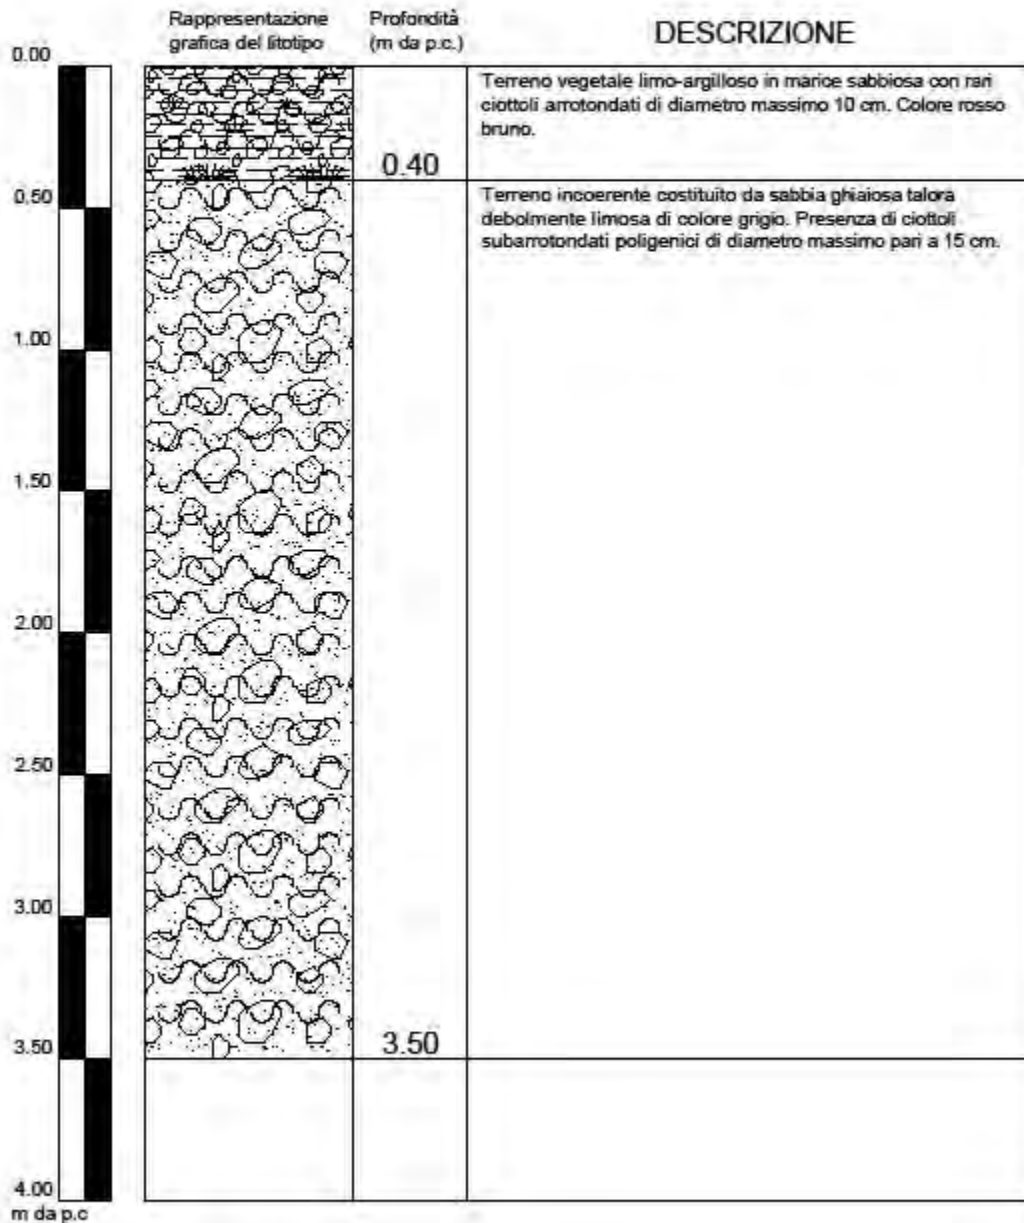 Rappresentazione
grafica del litotipo
Profondità
(m da p.c.)
DESCRIZIONE
0.00
Terreno vegetale limo-argilloso in marice sabbiosa con rari
ciottoli arrotondati di diametro massimo 10 cm. Colore rosso
bruno.
0.40
0.50
Terreno incoerente costituito da sabbia ghiaiosa talora
debolmente limosa di colore grigio. Presenza di ciottoli
subarrotondati poligenici di diametro massimo pari a 15 cm.
1.00
1.50
2.00
2.50
3.00
3.50
3.50
4.00
m da p.c